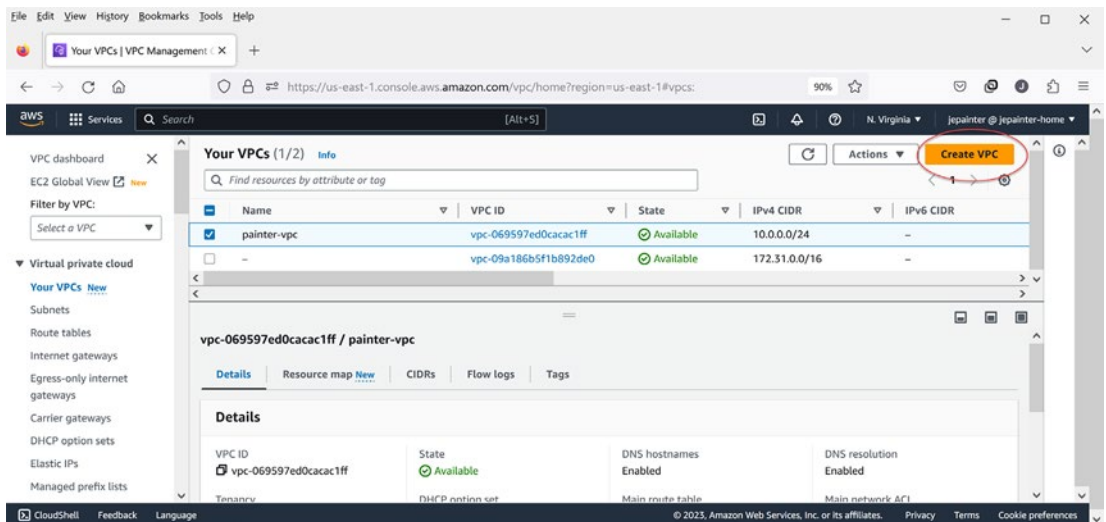 File Edit View History Bookmarks Tools Help
Your VPCs | VPC Management C
https://us-east-1.console.aws.amazon.com/vpc/home?region=us-east-1#vpcs: 90%
aws Services Search [Alt+S] N. Virginia jepainter @ jepainter-home
VPC dashboard
EC2 Global View New
Filter by VPC:
Select a VPC
Virtual private cloud
Your VPCs New
Subnets
Route tables
Internet gateways
Egress-only internet
gateways
Carrier gateways
DHCP option sets
Elastic IPs
Managed prefix lists
Your VPCs (1/2) Info Actions Create VPC
Find resources by attribute or tag 1
Name VPC ID State IPv4 CIDR IPv6 CIDR
painter-vpc vpc-069597ed0cacac1ff Available 10.0.0.0/24 –
– vpc-09a186b5f1b892de0 Available 172.31.0.0/16 –
vpc-069597ed0cacac1ff / painter-vpc
Details Resource map New CIDRs Flow logs Tags
Details
VPC ID State DNS hostnames DNS resolution
vpc-069597ed0cacac1ff Available Enabled Enabled
Tenancy DHCP option set Main route table Main network ACL
CloudShell Feedback Language © 2023, Amazon Web Services, Inc. or its affiliates. Privacy Terms Cookie preferences